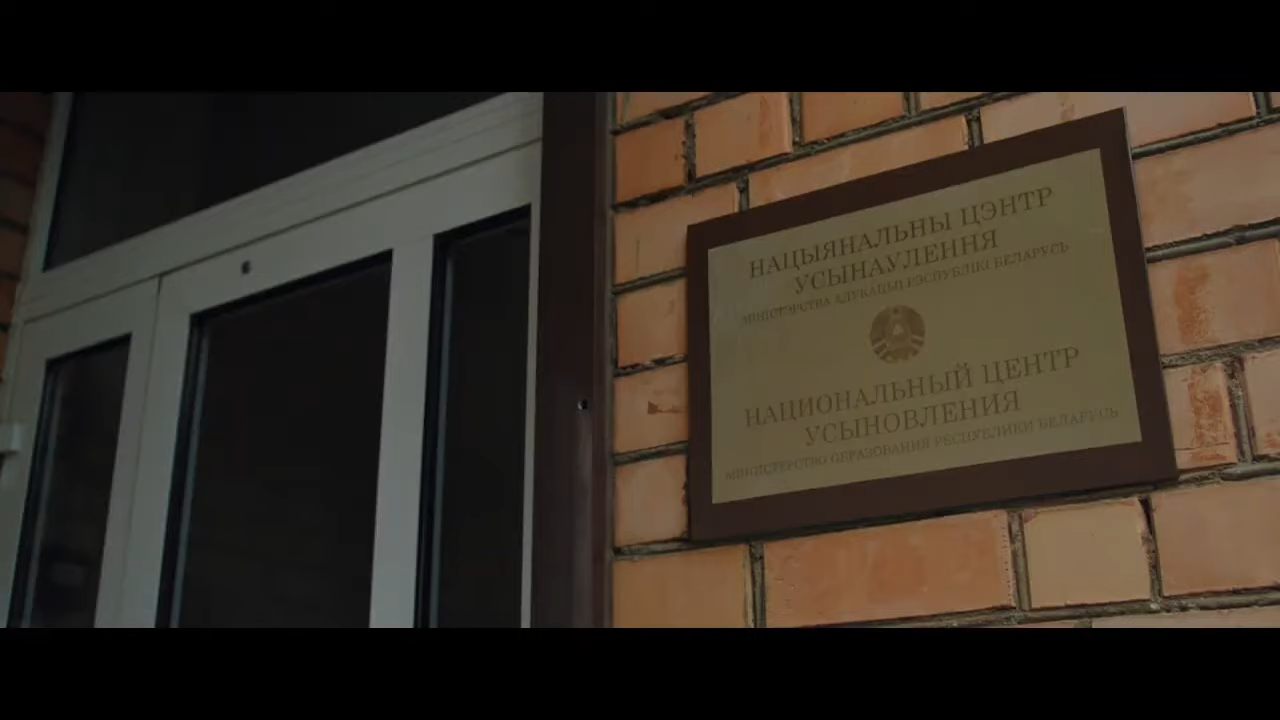 НАЦЫЯНАЛЬНЫ ЦЭНТР
УСЫНАЎЛЕННЯ
МІНІСТЭРСТВА АДУКАЦЫІ РЭСПУБЛІКІ БЕЛАРУСЬ
НАЦИОНАЛЬНЫЙ ЦЕНТР
УСЫНОВЛЕНИЯ
МИНИСТЕРСТВО ОБРАЗОВАНИЯ РЕСПУБЛИКИ БЕЛАРУСЬ